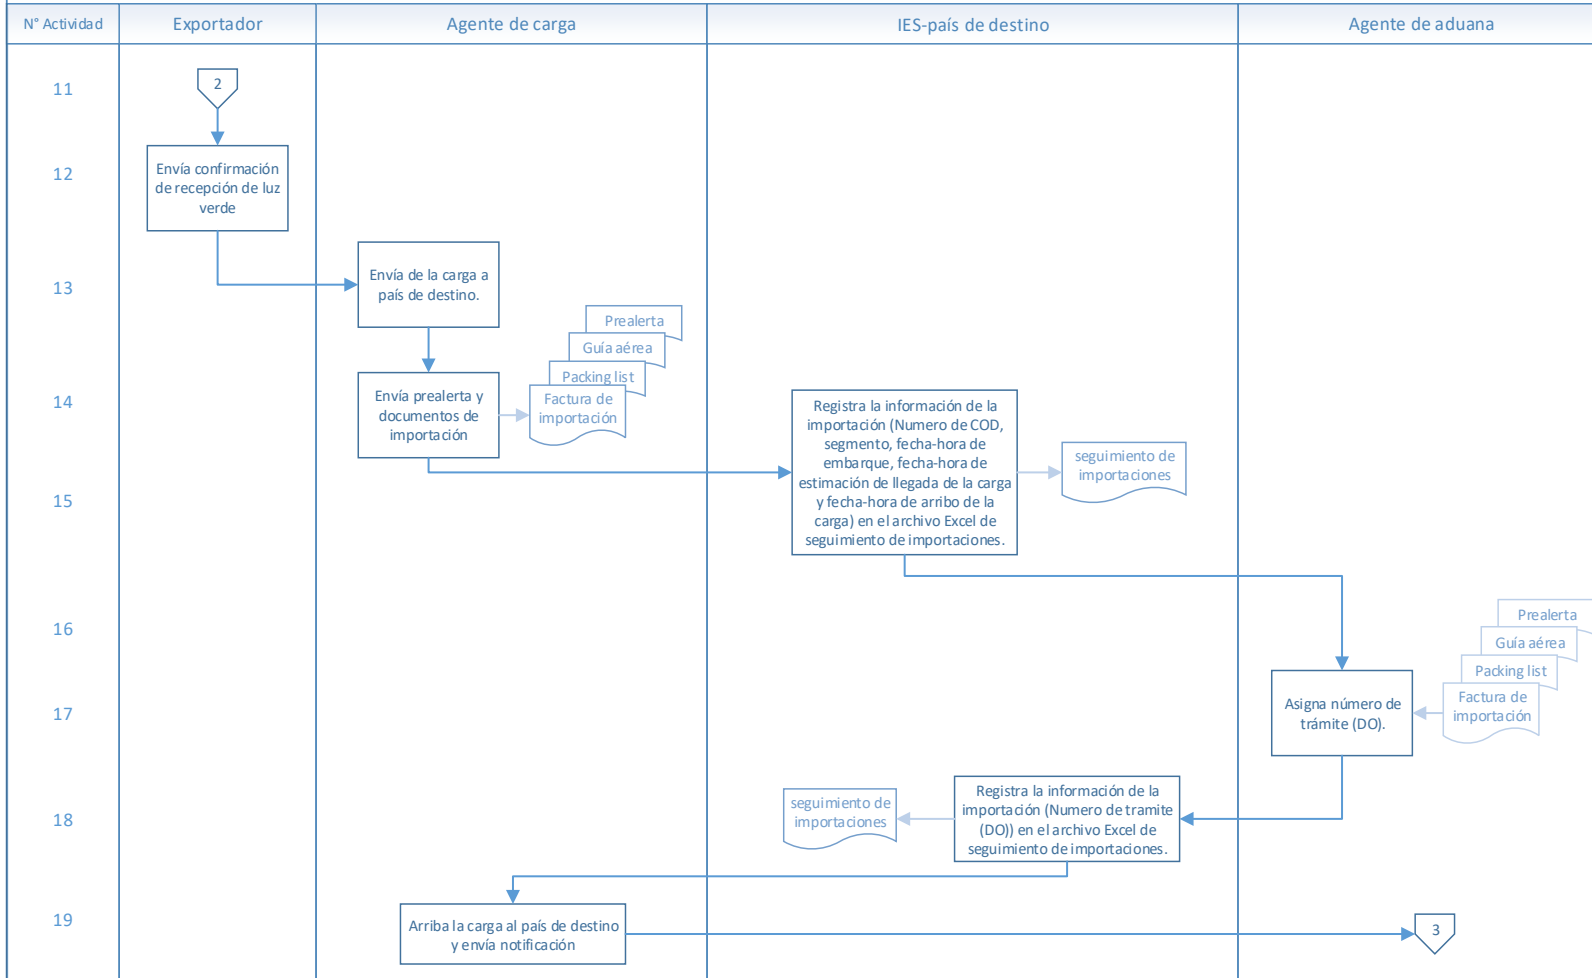 N° Actividad
Exportador
Agente de carga
IES-país de destino
Agente de aduana
11
2
12
Envía confirmación
de recepción de luz
verde
13
Envía de la carga a
país de destino.
Prealerta
Guía aérea
Packing list
Factura de
importación
14
Envía prealerta y
documentos de
importación
Registra la información de la
importación (Numero de COD,
segmento, fecha-hora de
embarque, fecha-hora de
estimación de llegada de la carga
y fecha-hora de arribo de la
carga) en el archivo Excel de
seguimiento de importaciones.
seguimiento de
importaciones
15
16
Prealerta
Guía aérea
Packing list
Factura de
importación
17
Asigna número de
trámite (DO).
18
seguimiento de
importaciones
Registra la información de la
importación (Numero de tramite
(DO)) en el archivo Excel de
seguimiento de importaciones.
19
Arriba la carga al país de destino
y envía notificación
3